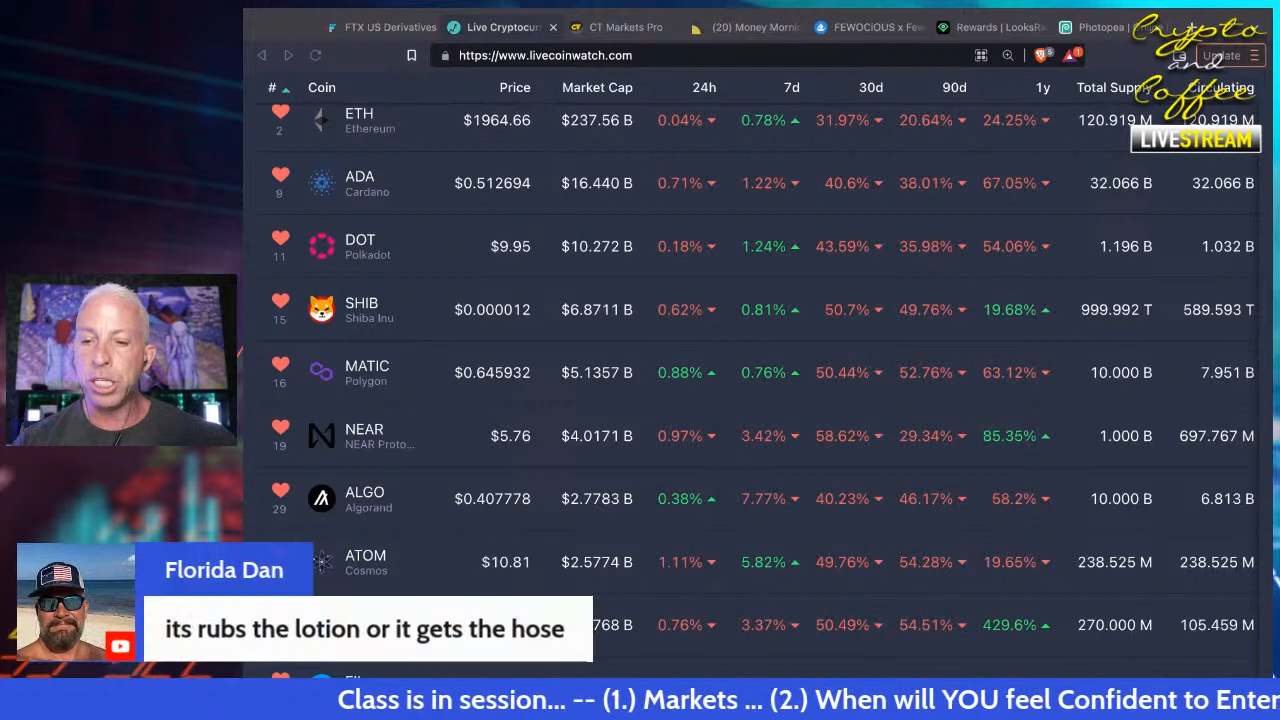 FTX US Derivatives Live Cryptocurr CT Markets Pro (20) Money Mornin FEWOCiOUS x Few Rewards | LooksRa Photopea | Online
https://www.livecoinwatch.com 5 1 Update
Crypto and Coffee
LIVESTREAM
# Coin Price Market Cap 24h 7d 30d 90d 1y Total Supply Circulating
ETH $1964.66 $237.56 B 0.04% 0.78% 31.97% 20.64% 24.25% 120.919 M 120.919 M
2 Ethereum
ADA $0.512694 $16.440 B 0.71% 1.22% 40.6% 38.01% 67.05% 32.066 B 32.066 B
9 Cardano
DOT $9.95 $10.272 B 0.18% 1.24% 43.59% 35.98% 54.06% 1.196 B 1.032 B
11 Polkadot
SHIB $0.000012 $6.8711 B 0.62% 0.81% 50.7% 49.76% 19.68% 999.992 T 589.593 T
15 Shiba Inu
MATIC $0.645932 $5.1357 B 0.88% 0.76% 50.44% 52.76% 63.12% 10.000 B 7.951 B
16 Polygon
NEAR $5.76 $4.0171 B 0.97% 3.42% 58.62% 29.34% 85.35% 1.000 B 697.767 M
19 NEAR Proto...
ALGO $0.407778 $2.7783 B 0.38% 7.77% 40.23% 46.17% 58.2% 10.000 B 6.813 B
29 Algorand
ATOM $10.81 $2.5774 B 1.11% 5.82% 49.76% 54.28% 19.65% 238.525 M 238.525 M
Cosmos
768 B 0.76% 3.37% 50.49% 54.51% 429.6% 270.000 M 105.459 M
Florida Dan
its rubs the lotion or it gets the hose
Class is in session... -- (1.) Markets ... (2.) When will YOU feel Confident to Enter